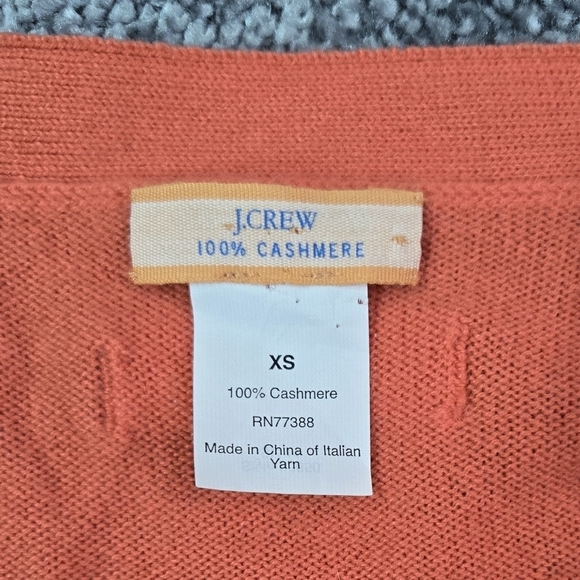 J.CREW
100% CASHMERE
XS
100% Cashmere
RN77388
Made in China of Italian
Yarn